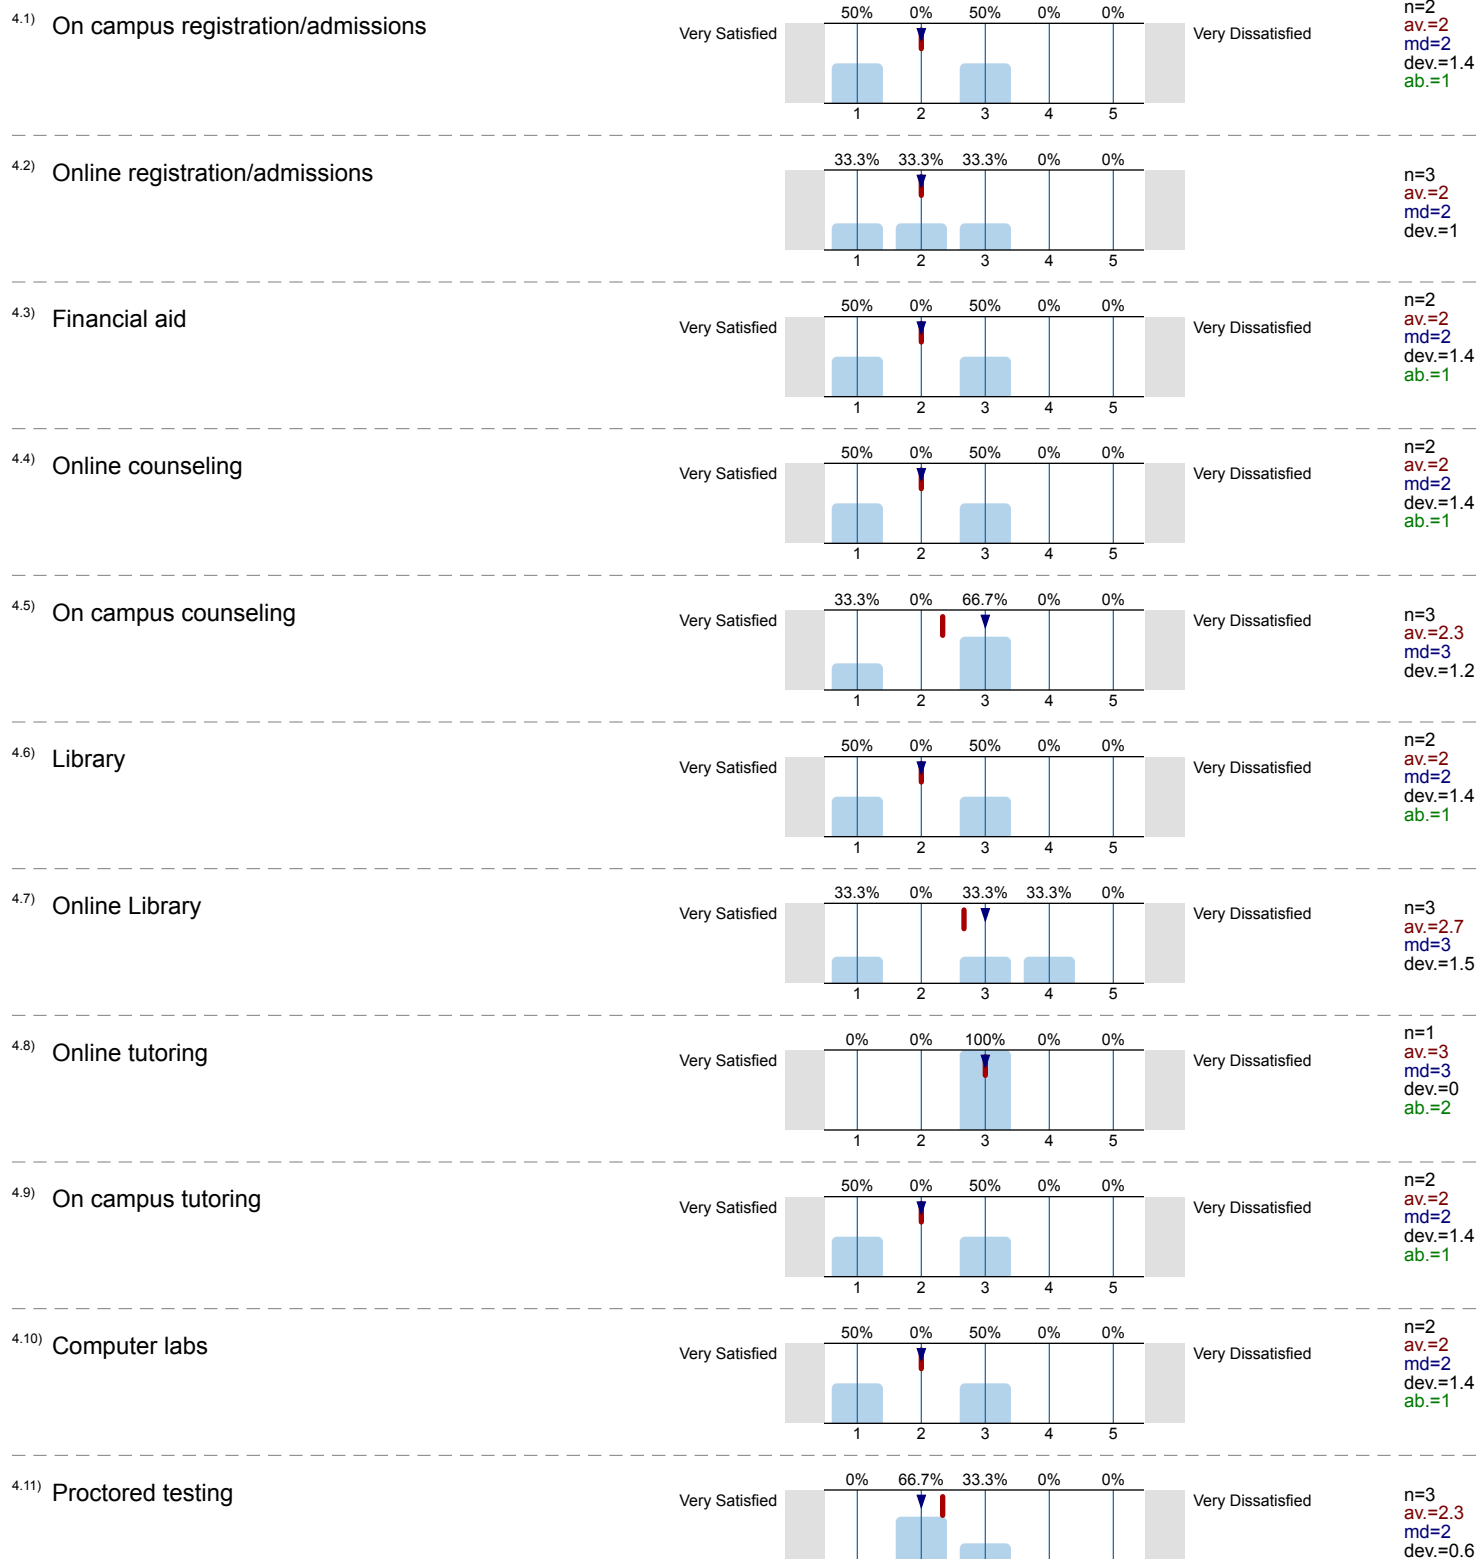 4.1) On campus registration/admissions
50% 0% 50% 0% 0%
Very Satisfied Very Dissatisfied
1 2 3 4 5
n=2
av.=2
md=2
dev.=1.4
ab.=1
4.2) Online registration/admissions
33.3% 33.3% 33.3% 0% 0%
1 2 3 4 5
n=3
av.=2
md=2
dev.=1
4.3) Financial aid
50% 0% 50% 0% 0%
Very Satisfied Very Dissatisfied
1 2 3 4 5
n=2
av.=2
md=2
dev.=1.4
ab.=1
4.4) Online counseling
50% 0% 50% 0% 0%
Very Satisfied Very Dissatisfied
1 2 3 4 5
n=2
av.=2
md=2
dev.=1.4
ab.=1
4.5) On campus counseling
33.3% 0% 66.7% 0% 0%
Very Satisfied Very Dissatisfied
1 2 3 4 5
n=3
av.=2.3
md=3
dev.=1.2
4.6) Library
50% 0% 50% 0% 0%
Very Satisfied Very Dissatisfied
1 2 3 4 5
n=2
av.=2
md=2
dev.=1.4
ab.=1
4.7) Online Library
33.3% 0% 33.3% 33.3% 0%
Very Satisfied Very Dissatisfied
1 2 3 4 5
n=3
av.=2.7
md=3
dev.=1.5
4.8) Online tutoring
0% 0% 100% 0% 0%
Very Satisfied Very Dissatisfied
1 2 3 4 5
n=1
av.=3
md=3
dev.=0
ab.=2
4.9) On campus tutoring
50% 0% 50% 0% 0%
Very Satisfied Very Dissatisfied
1 2 3 4 5
n=2
av.=2
md=2
dev.=1.4
ab.=1
4.10) Computer labs
50% 0% 50% 0% 0%
Very Satisfied Very Dissatisfied
1 2 3 4 5
n=2
av.=2
md=2
dev.=1.4
ab.=1
4.11) Proctored testing
0% 66.7% 33.3% 0% 0%
Very Satisfied Very Dissatisfied
n=3
av.=2.3
md=2
dev.=0.6